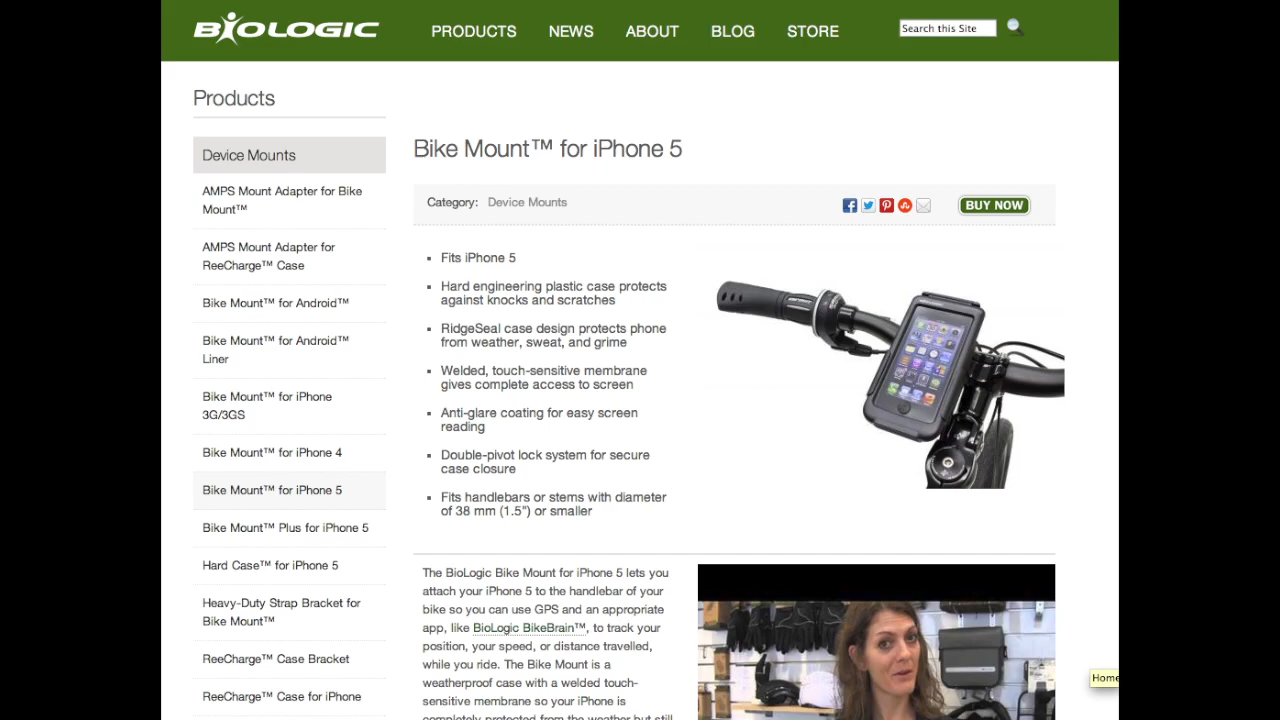 BIOLOGIC
PRODUCTS NEWS ABOUT BLOG STORE
Search this Site
Products
Device Mounts
AMPS Mount Adapter for Bike
Mount™
AMPS Mount Adapter for
ReeCharge™ Case
Bike Mount™ for Android™
Bike Mount™ for Android™
Liner
Bike Mount™ for iPhone
3G/3GS
Bike Mount™ for iPhone 4
Bike Mount™ for iPhone 5
Bike Mount™ Plus for iPhone 5
Hard Case™ for iPhone 5
Heavy-Duty Strap Bracket for
Bike Mount™
ReeCharge™ Case Bracket
ReeCharge™ Case for iPhone
Bike Mount™ for iPhone 5
Category: Device Mounts
BUY NOW
Fits iPhone 5
Hard engineering plastic case protects
against knocks and scratches
RidgeSeal case design protects phone
from weather, sweat, and grime
Welded, touch-sensitive membrane
gives complete access to screen
Anti-glare coating for easy screen
reading
Double-pivot lock system for secure
case closure
Fits handlebars or stems with diameter
of 38 mm (1.5") or smaller
The BioLogic Bike Mount for iPhone 5 lets you
attach your iPhone 5 to the handlebar of your
bike so you can use GPS and an appropriate
app, like BioLogic BikeBrain™, to track your
position, your speed, or distance travelled,
while you ride. The Bike Mount is a
weatherproof case with a welded touch-
sensitive membrane so your iPhone is
completely protected from the weather but still
Home